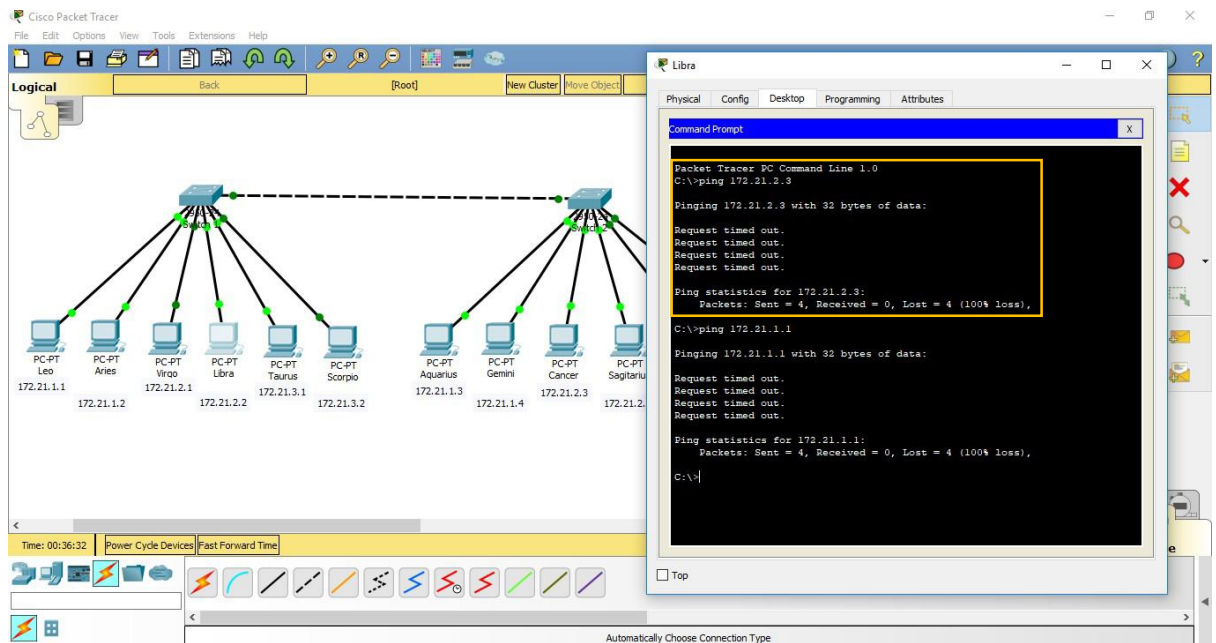 Cisco Packet Tracer
File Edit Options View Tools Extensions Help
Logical
Back
[Root]
New Cluster
Move Object
Switch 1
Switch 2
PC-PT
Leo
172.21.1.1
PC-PT
Aries
172.21.1.2
PC-PT
Virgo
172.21.2.1
PC-PT
Libra
172.21.2.2
PC-PT
Taurus
172.21.3.1
PC-PT
Scorpio
172.21.3.2
PC-PT
Aquarius
172.21.1.3
PC-PT
Gemini
172.21.1.4
PC-PT
Cancer
172.21.2.3
PC-PT
Sagitariu
172.21.2.
Libra
Physical Config Desktop Programming Attributes
Command Prompt
X
Packet Tracer PC Command Line 1.0
C:\>ping 172.21.2.3
Pinging 172.21.2.3 with 32 bytes of data:
Request timed out.
Request timed out.
Request timed out.
Request timed out.
Ping statistics for 172.21.2.3:
Packets: Sent = 4, Received = 0, Lost = 4 (100% loss),
C:\>ping 172.21.1.1
Pinging 172.21.1.1 with 32 bytes of data:
Request timed out.
Request timed out.
Request timed out.
Request timed out.
Ping statistics for 172.21.1.1:
Packets: Sent = 4, Received = 0, Lost = 4 (100% loss),
C:\>
Top
Time: 00:36:32
Power Cycle Devices
Fast Forward Time
e
Automatically Choose Connection Type